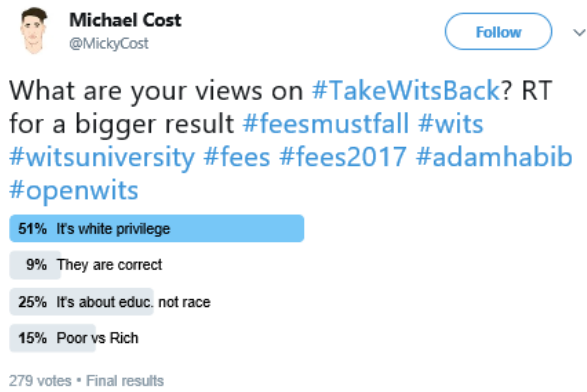 Michael Cost
@MickyCost
Follow
What are your views on #TakeWitsBack? RT
for a bigger result #feesmustfall #wits
#witsuniversity #fees #fees2017 #adamhabib
#openwits
51% It's white privilege
9% They are correct
25% It's about educ. not race
15% Poor vs Rich
279 votes • Final results